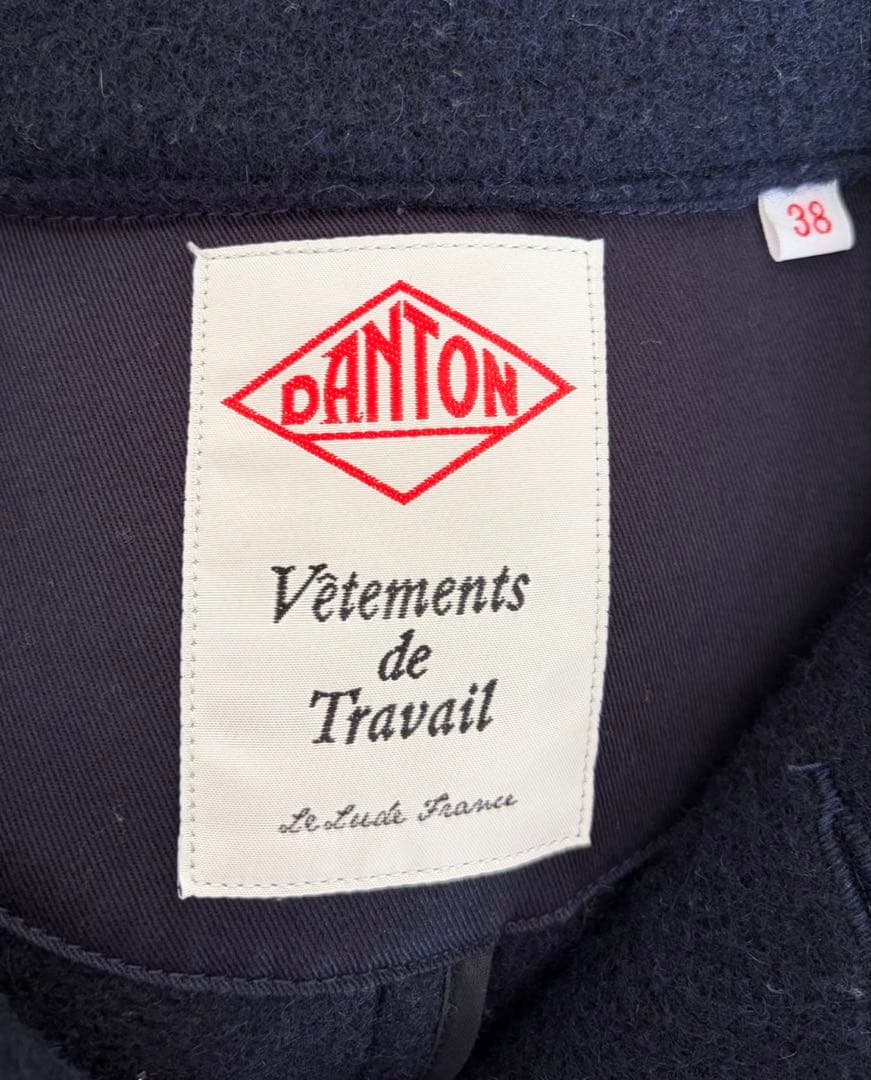 38
DANTON
Vêtements
de
Travail
Le Lude France